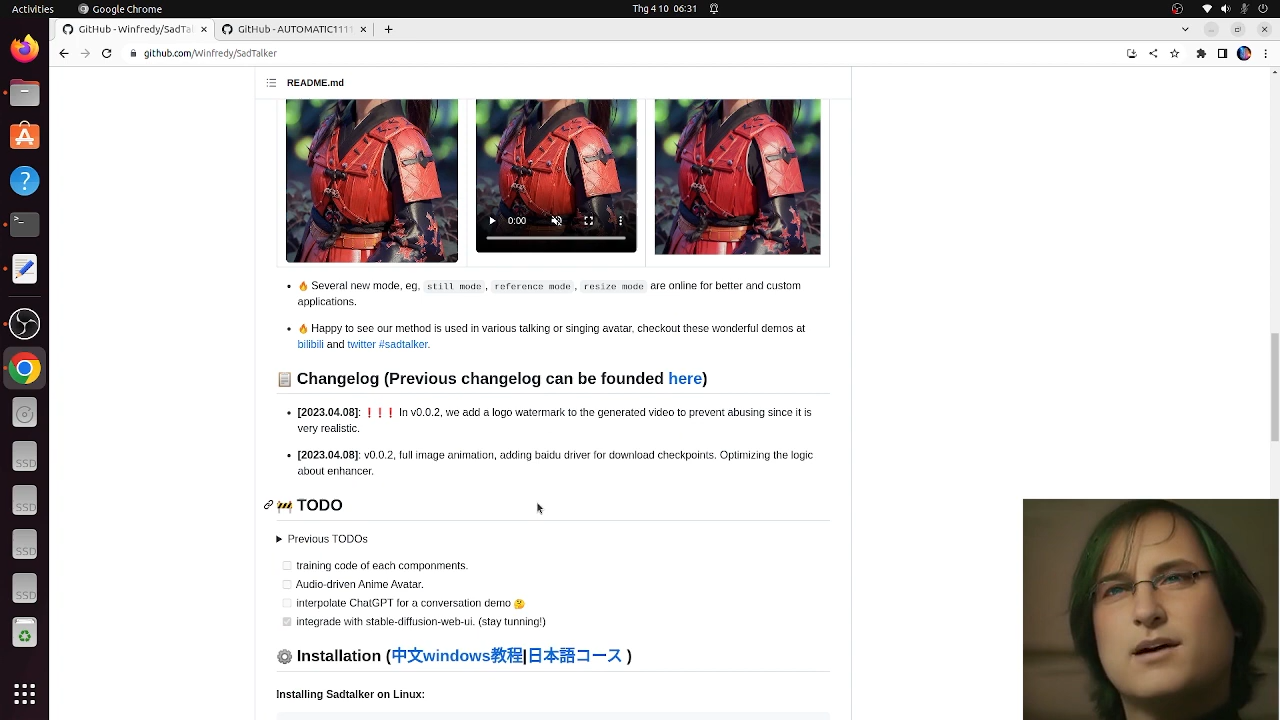 Activities
Google Chrome
Thg 4 10 06:31
GitHub - Winfredy/SadTal
GitHub - AUTOMATIC1111
github.com/Winfredy/SadTalker
README.md
0:00
🔥 Several new mode, eg, still mode, reference mode, resize mode are online for better and custom
applications.
🔥 Happy to see our method is used in various talking or singing avatar, checkout these wonderful demos at
bilibili and twitter #sadtalker.
📋 Changelog (Previous changelog can be founded here)
[2023.04.08]: ❗❗❗ In v0.0.2, we add a logo watermark to the generated video to prevent abusing since it is
very realistic.
[2023.04.08]: v0.0.2, full image animation, adding baidu driver for download checkpoints. Optimizing the logic
about enhancer.
🚧 TODO
Previous TODOs
training code of each componments.
Audio-driven Anime Avatar.
interpolate ChatGPT for a conversation demo 🤔
integrade with stable-diffusion-web-ui. (stay tunning!)
⚙️ Installation (中文windows教程|日本語コース )
Installing Sadtalker on Linux:
SSD
SSD
SSD
SSD